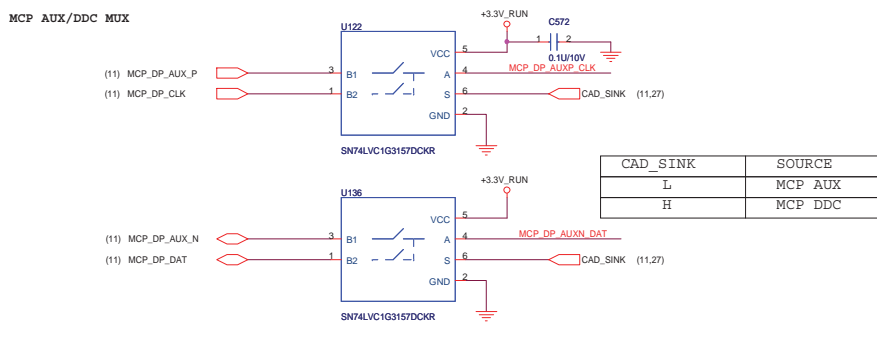 MCP AUX/DDC MUX
+3.3V_RUN
U122
C572
1 2
0.1U/10V
VCC 5
(11) MCP_DP_AUX_P 3 B1 A 4 MCP_DP_AUXP_CLK
(11) MCP_DP_CLK 1 B2 S 6 CAD_SINK (11,27)
GND 2
SN74LVC1G3157DCKR
CAD_SINK SOURCE
L MCP AUX
H MCP DDC
+3.3V_RUN
U136
VCC 5
(11) MCP_DP_AUX_N 3 B1 A 4 MCP_DP_AUXN_DAT
(11) MCP_DP_DAT 1 B2 S 6 CAD_SINK (11,27)
GND 2
SN74LVC1G3157DCKR